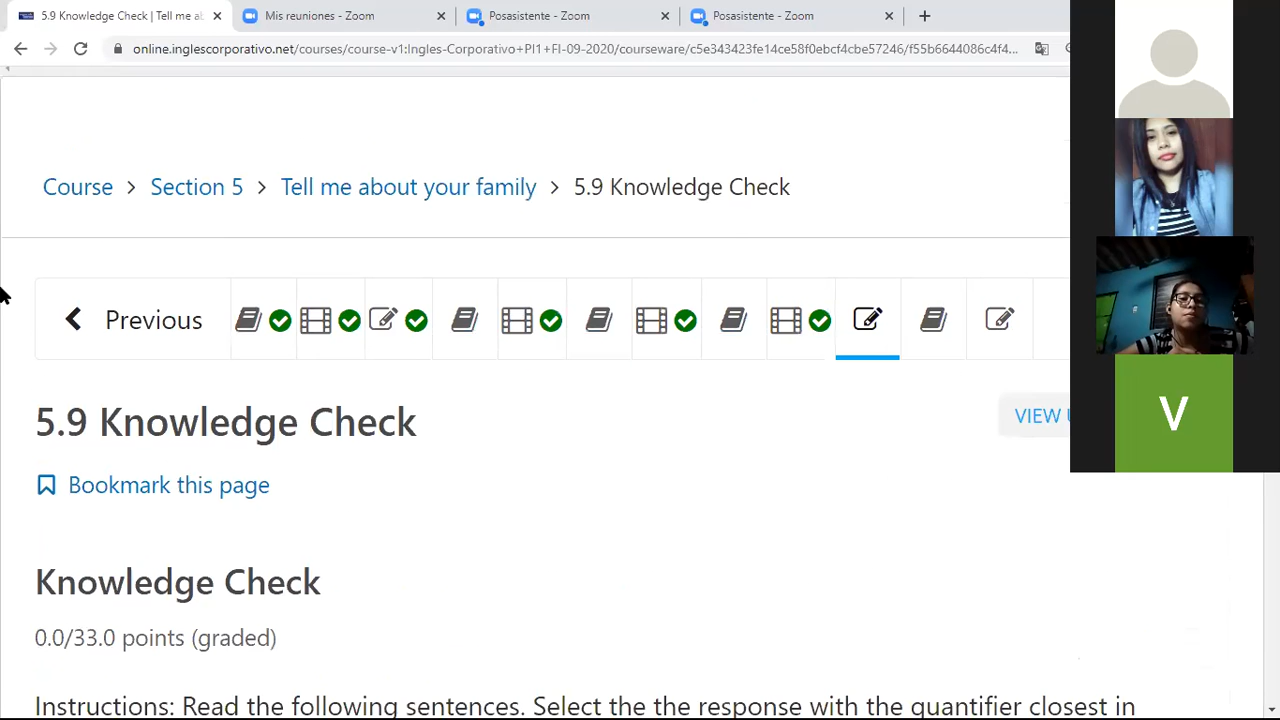 5.9 Knowledge Check | Tell me ab
Mis reuniones - Zoom
Posasistente - Zoom
Posasistente - Zoom
online.inglescorporativo.net/courses/course-v1:Ingles-Corporativo+PI1+FI-09-2020/courseware/c5e343423fe14ce58f0ebcf4cbe57246/f55b6644086c4f4...
Course > Section 5 > Tell me about your family > 5.9 Knowledge Check
Previous
5.9 Knowledge Check
VIEW U
Bookmark this page
V
Knowledge Check
0.0/33.0 points (graded)
Instructions: Read the following sentences. Select the the response with the quantifier closest in